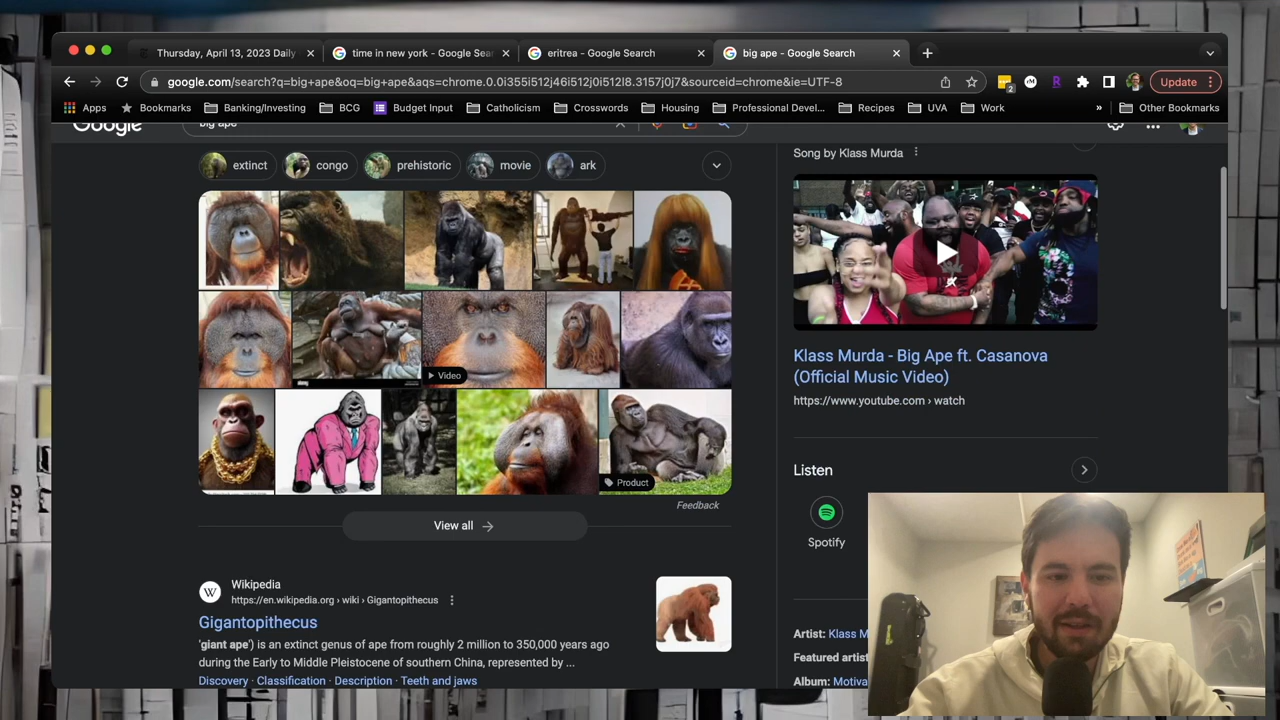 Thursday, April 13, 2023 Daily
time in new york - Google Sea
eritrea - Google Search
big ape - Google Search
google.com/search?q=big+ape&oq=big+ape&aqs=chrome.0.0i355i512j46i512j0i512l8.3157j0j7&sourceid=chrome&ie=UTF-8
Update
2
Apps
Bookmarks
Banking/Investing
BCG
Budget Input
Catholicism
Crosswords
Housing
Professional Devel...
Recipes
UVA
Work
»
Other Bookmarks
Google
big ape
extinct
congo
prehistoric
movie
ark
Video
Product
Feedback
View all
W
Wikipedia
https://en.wikipedia.org › wiki › Gigantopithecus
Gigantopithecus
'giant ape') is an extinct genus of ape from roughly 2 million to 350,000 years ago
during the Early to Middle Pleistocene of southern China, represented by ...
Discovery · Classification · Description · Teeth and jaws
Song by Klass Murda
Klass Murda - Big Ape ft. Casanova
(Official Music Video)
https://www.youtube.com › watch
Listen
Spotify
Artist: Klass M
Featured artist
Album: Motiva